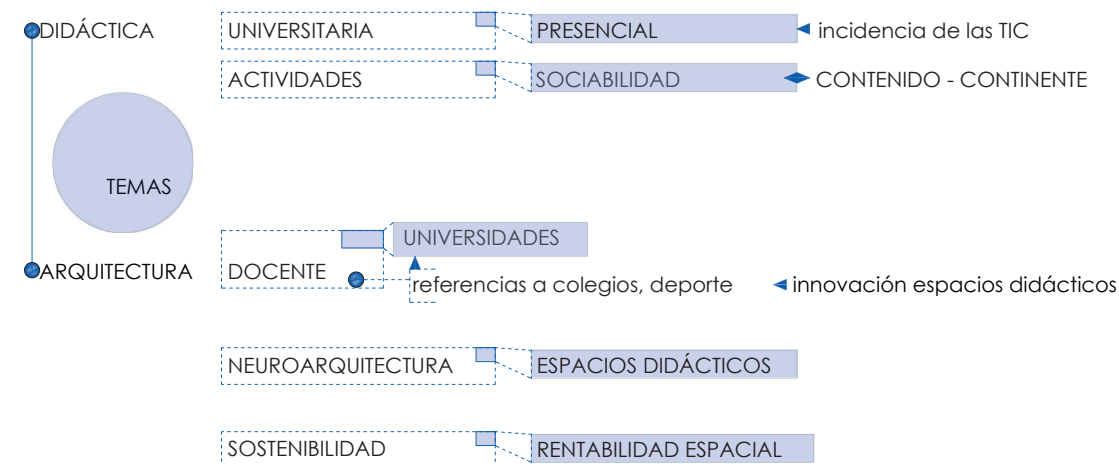 DIDÁCTICA UNIVERSITARIA PRESENCIAL incidencia de las TIC
ACTIVIDADES SOCIABILIDAD CONTENIDO - CONTINENTE
TEMAS
UNIVERSIDADES
ARQUITECTURA DOCENTE
referencias a colegios, deporte innovación espacios didácticos
NEUROARQUITECTURA ESPACIOS DIDÁCTICOS
SOSTENIBILIDAD RENTABILIDAD ESPACIAL